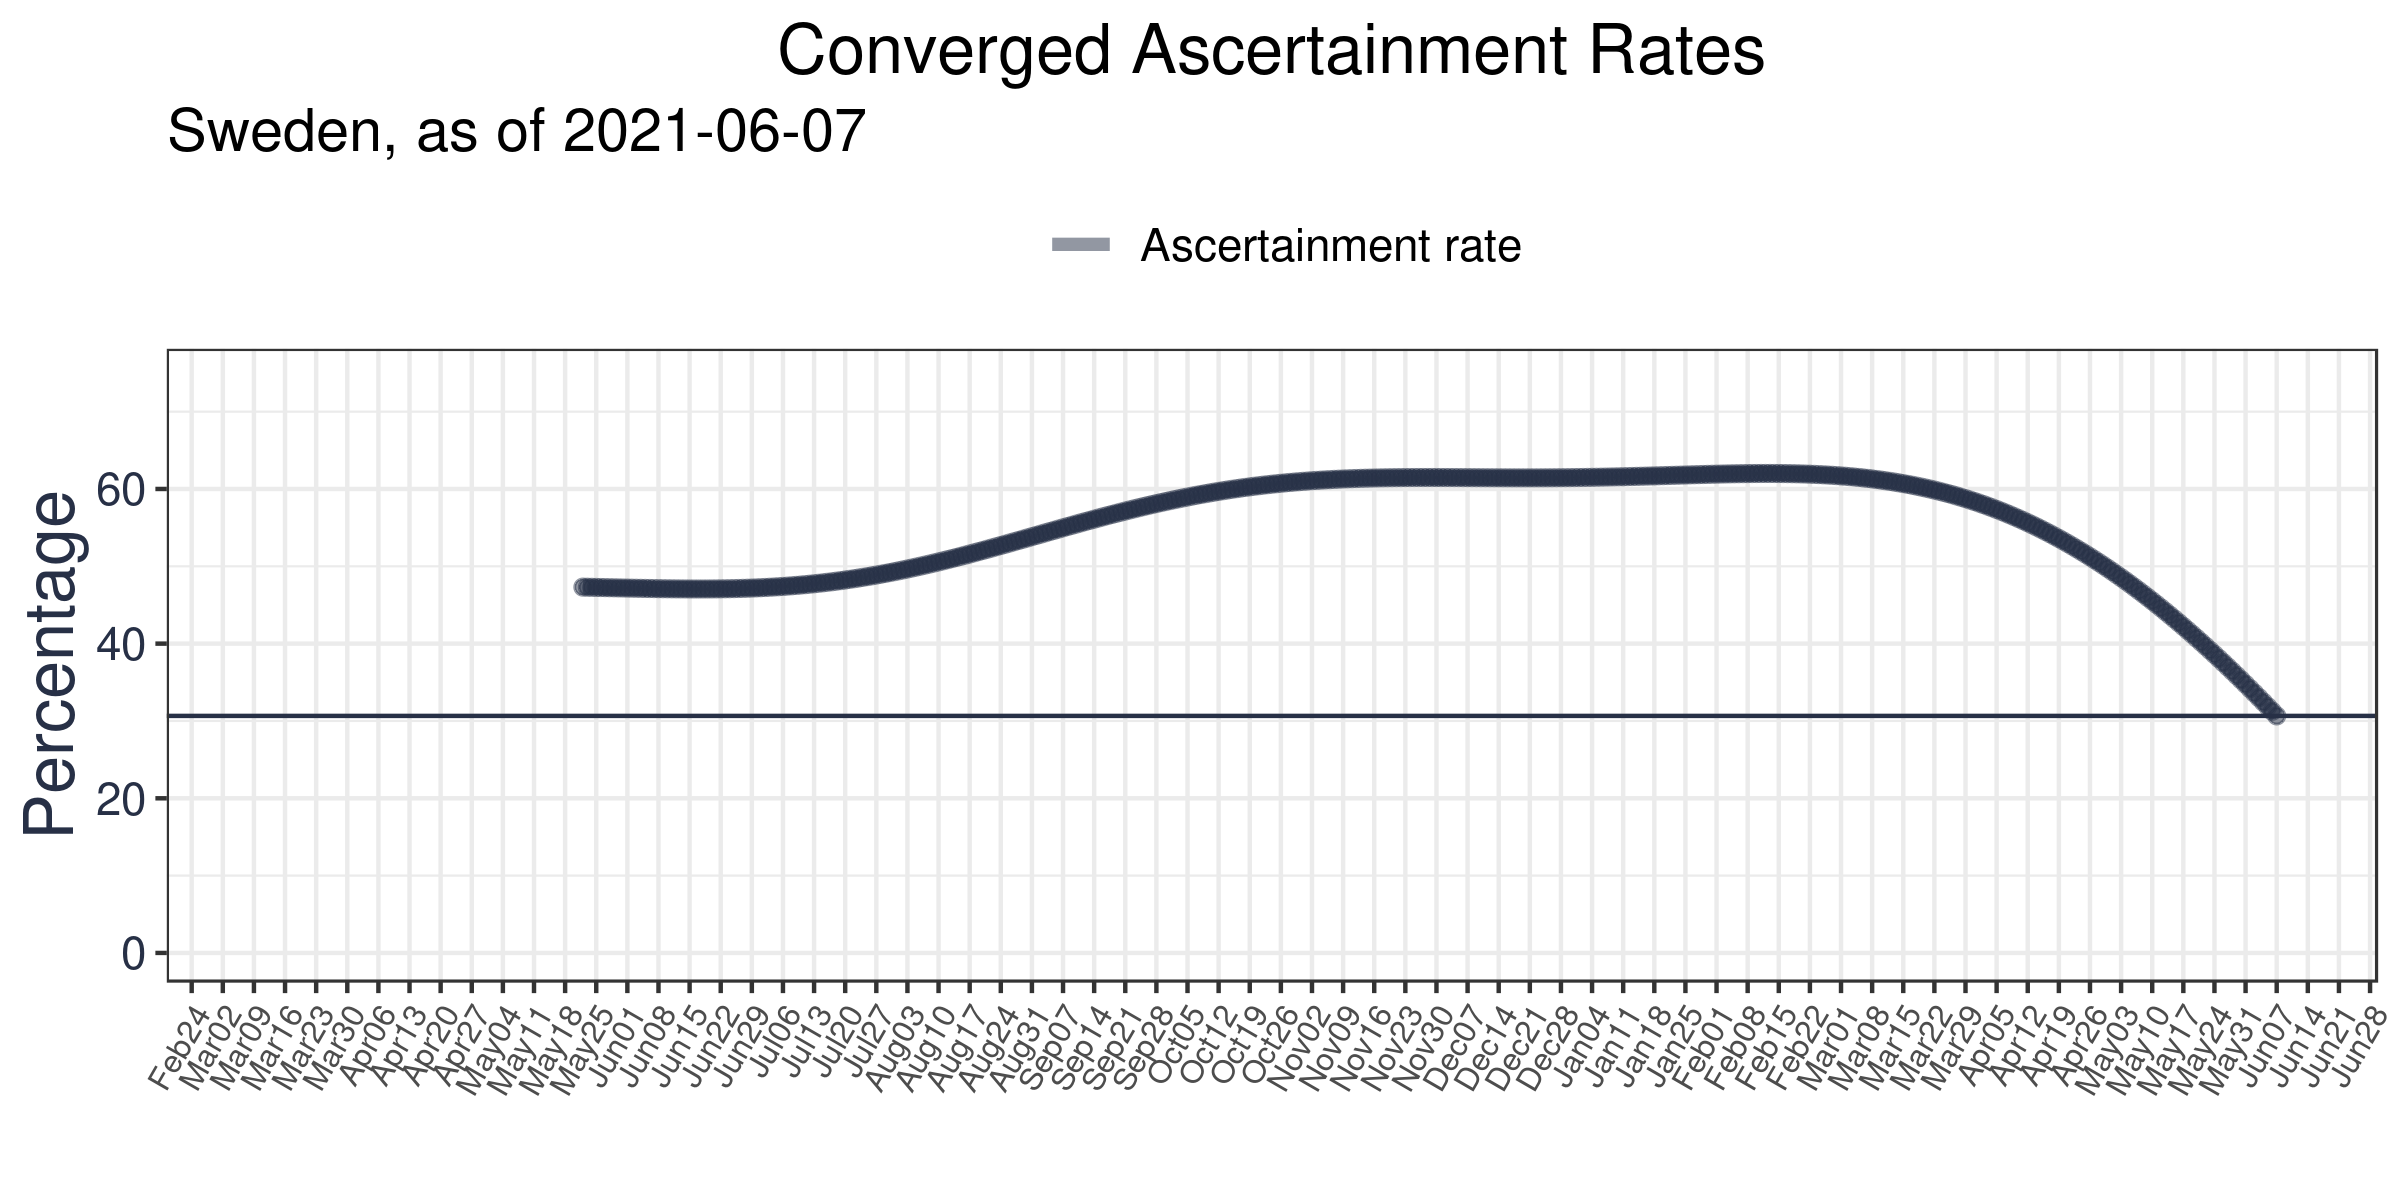 Converged Ascertainment Rates
Sweden, as of 2021-06-07
Ascertainment rate
Percentage
60
40
20
0
Feb24
Mar02
Mar09
Mar16
Mar23
Mar30
Apr06
Apr13
Apr20
Apr27
May04
May11
May18
May25
Jun01
Jun08
Jun15
Jun22
Jun29
Jul06
Jul13
Jul20
Jul27
Aug03
Aug10
Aug17
Aug24
Aug31
Sep07
Sep14
Sep21
Sep28
Oct05
Oct12
Oct19
Oct26
Nov02
Nov09
Nov16
Nov23
Nov30
Dec07
Dec14
Dec21
Dec28
Jan04
Jan11
Jan18
Jan25
Feb01
Feb08
Feb15
Feb22
Mar01
Mar08
Mar15
Mar22
Mar29
Apr05
Apr12
Apr19
Apr26
May03
May10
May17
May24
May31
Jun07
Jun14
Jun21
Jun28